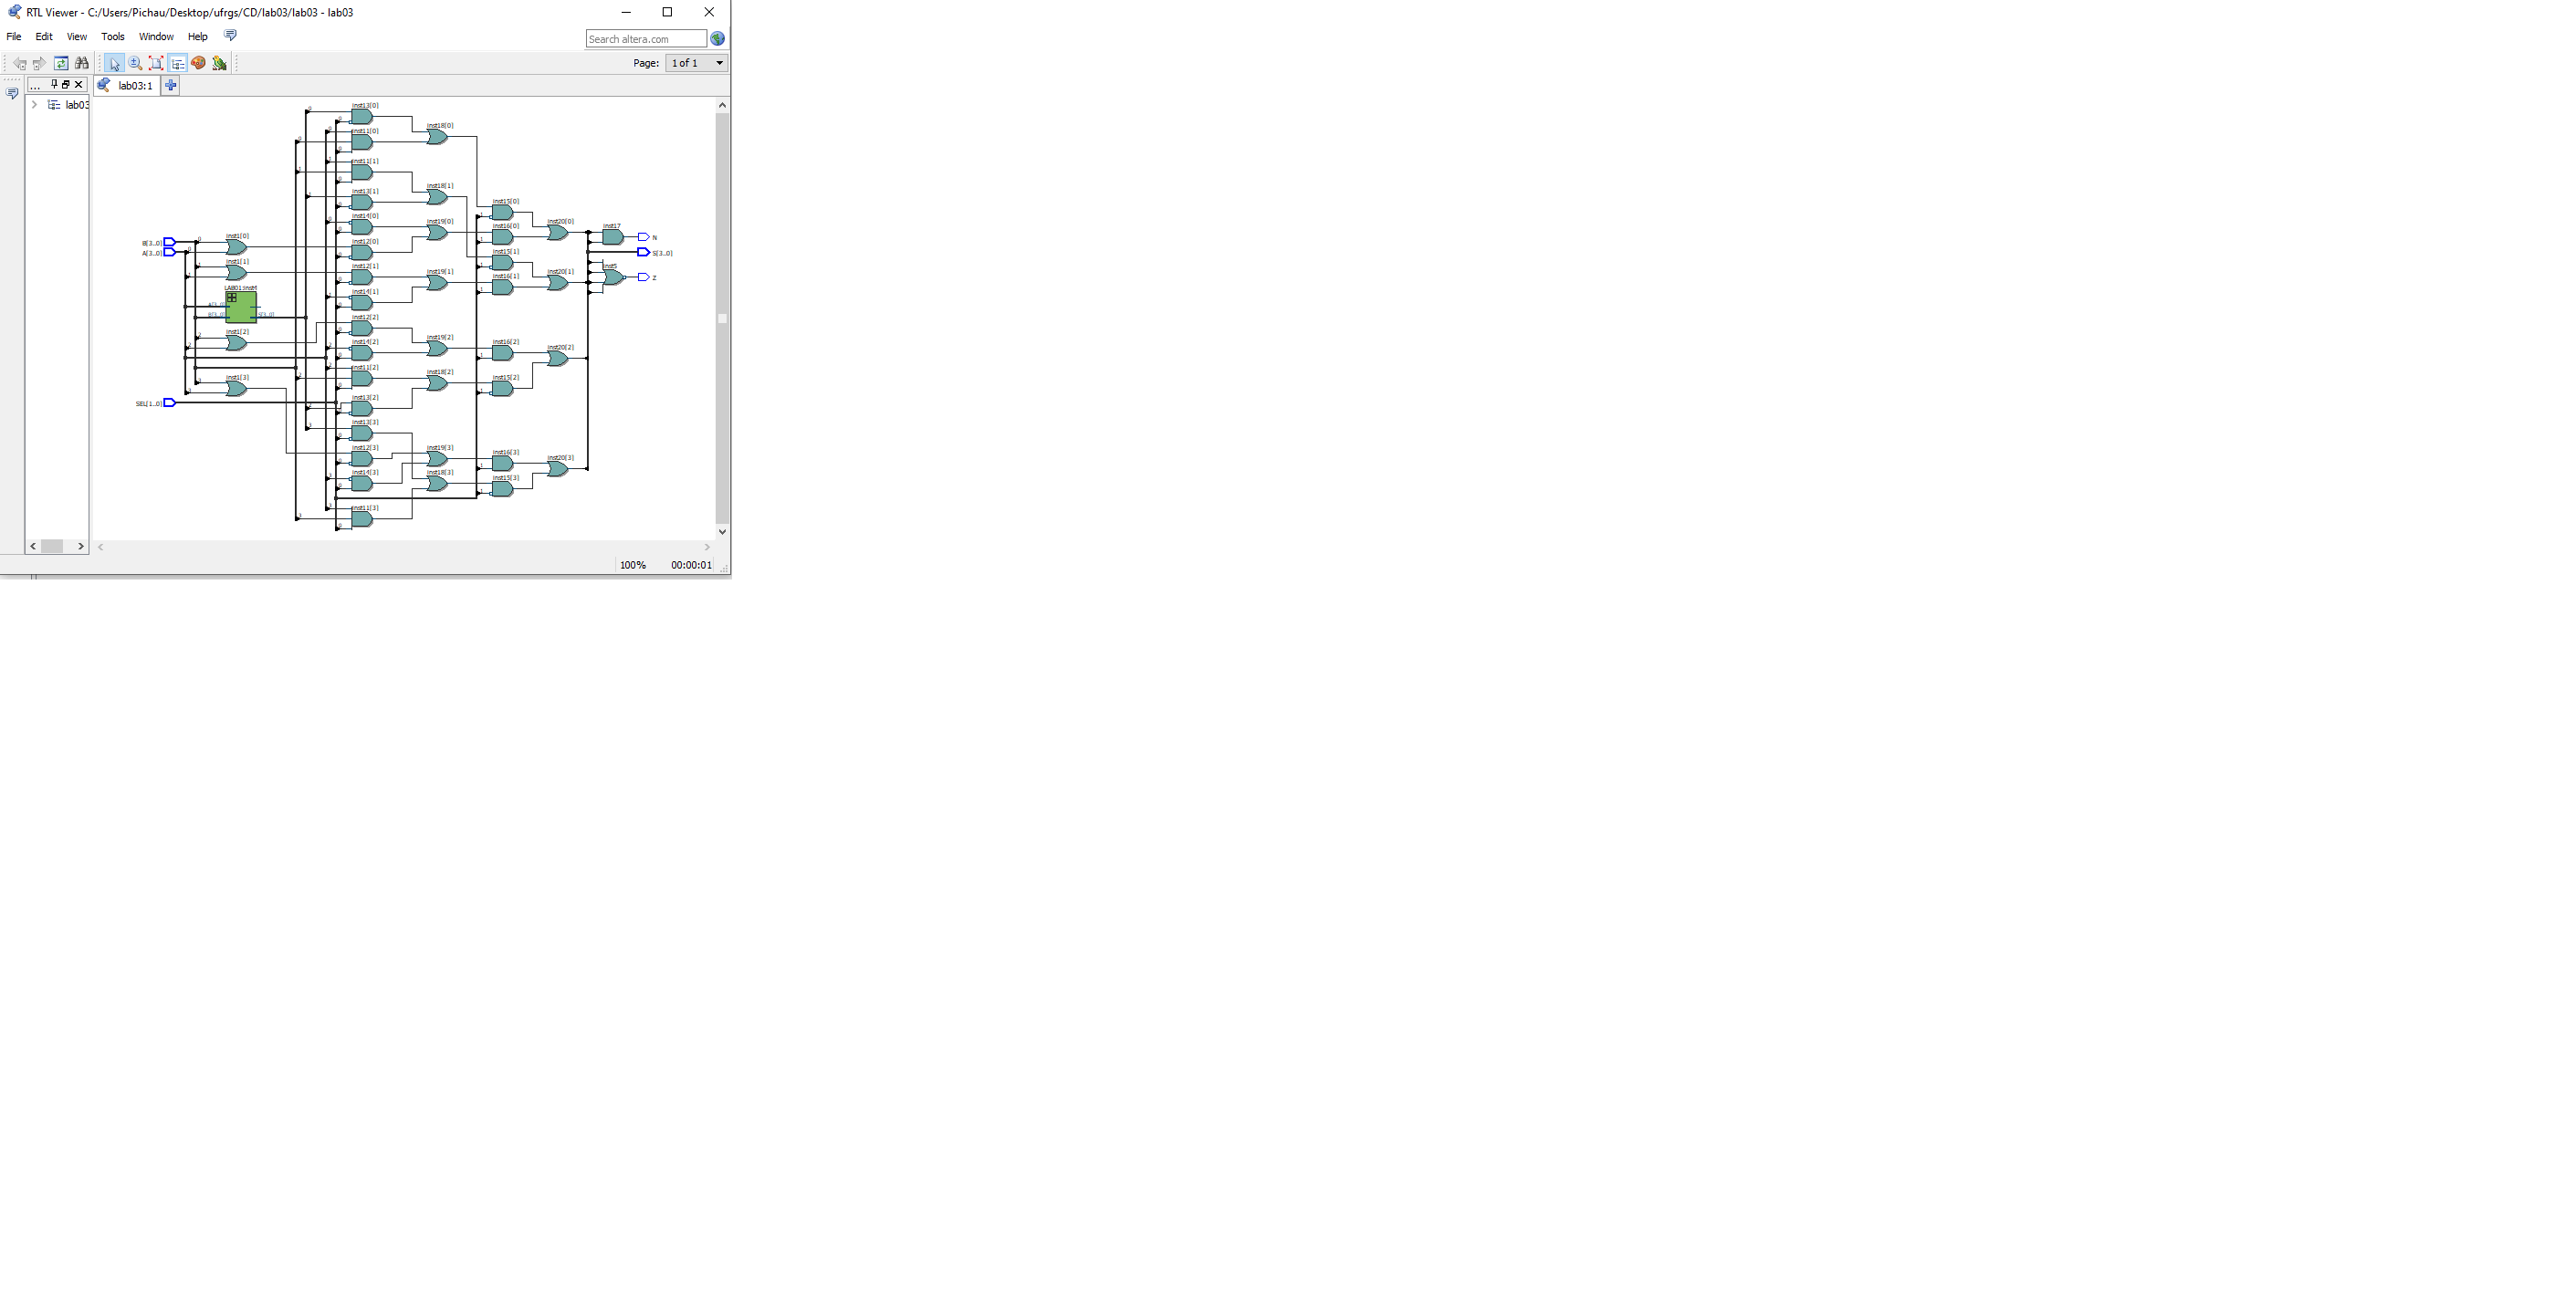 RTL Viewer - C:/Users/Pichau/Desktop/ufrgs/CD/lab03/lab03 - lab03
File Edit View Tools Window Help
Search altera.com
Page: 1 of 1
... lab03:1
lab03
inst13[0]
inst11[0]
inst18[0]
inst11[1]
inst13[1]
inst18[1]
inst15[0]
inst14[0]
inst19[0]
inst16[0]
inst20[0]
inst17
N
inst1[0]
B[3..0]
A[3..0]
inst12[0]
inst15[1]
S[3..0]
inst1[1]
inst12[1]
inst19[1]
inst16[1]
inst20[1]
inst5
Z
LAB01:inst4
A[3..0]
B[3..0]
S[3..0]
inst14[1]
inst12[2]
inst1[2]
inst19[2]
inst14[2]
inst16[2]
inst20[2]
inst11[2]
inst18[2]
inst15[2]
inst1[3]
inst13[2]
SEL[1..0]
inst13[3]
inst12[3]
inst19[3]
inst16[3]
inst20[3]
inst14[3]
inst18[3]
inst15[3]
inst11[3]
100% 00:00:01